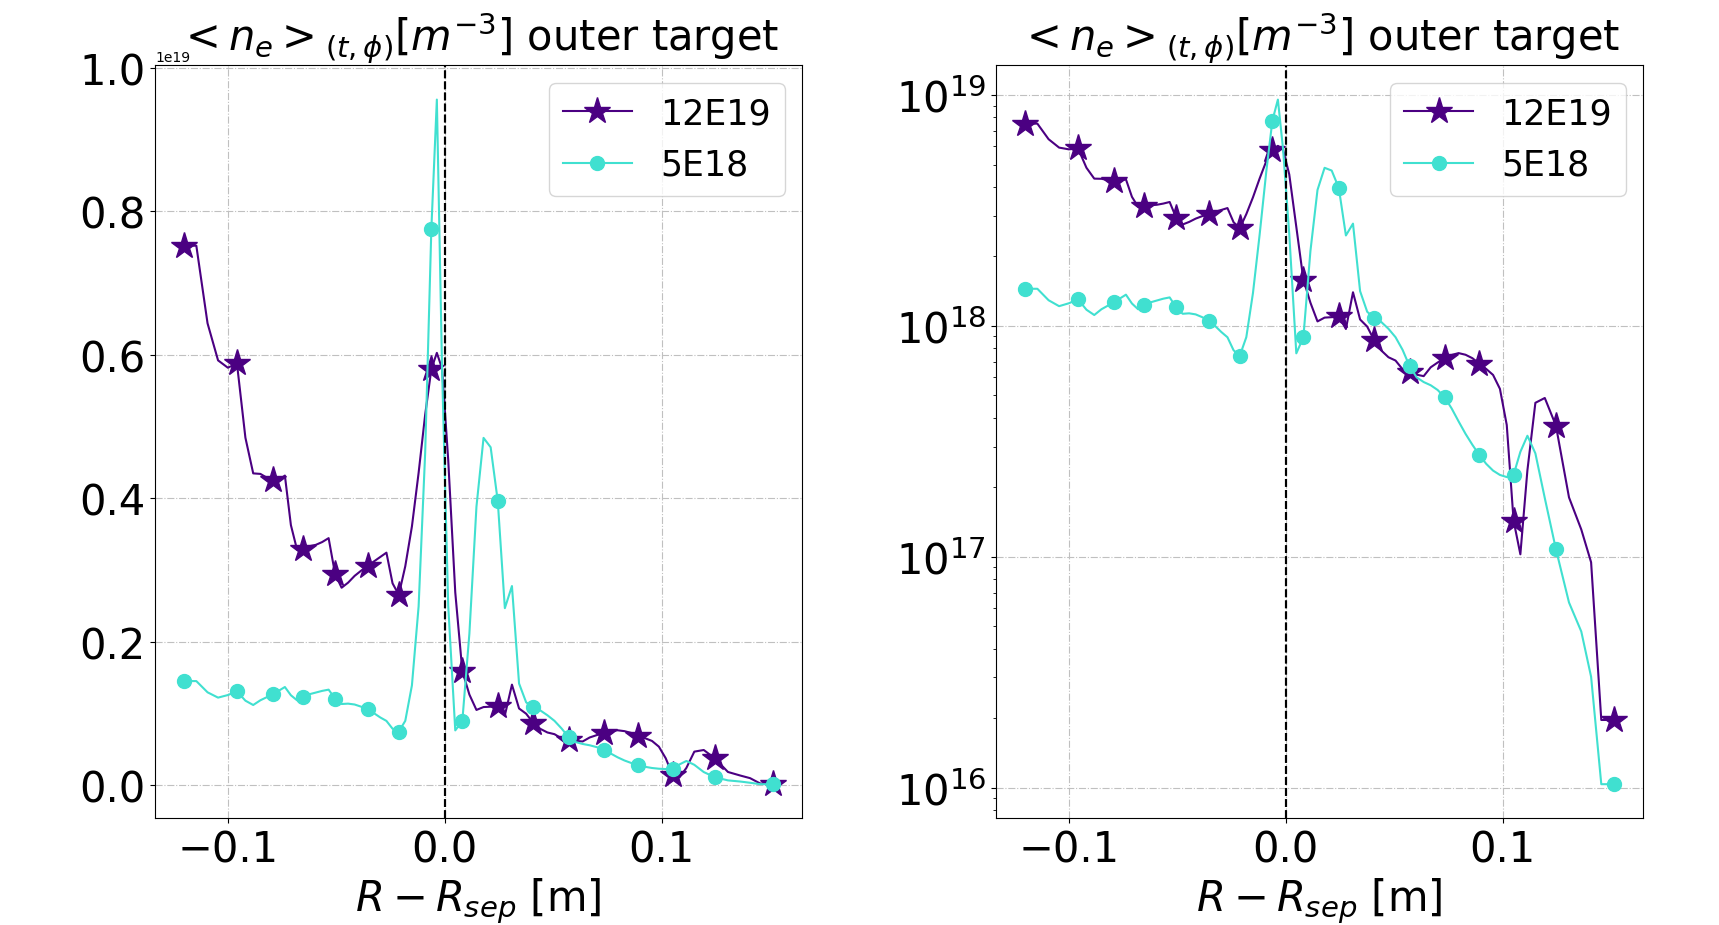 <n_e>_(t,ϕ)[m^−3] outer target
1e19
1.0
0.8
0.6
0.4
0.2
0.0
−0.1 0.0 0.1
R − R_sep [m]
12E19
5E18
<n_e>_(t,ϕ)[m^−3] outer target
10^19
10^18
10^17
10^16
−0.1 0.0 0.1
R − R_sep [m]
12E19
5E18